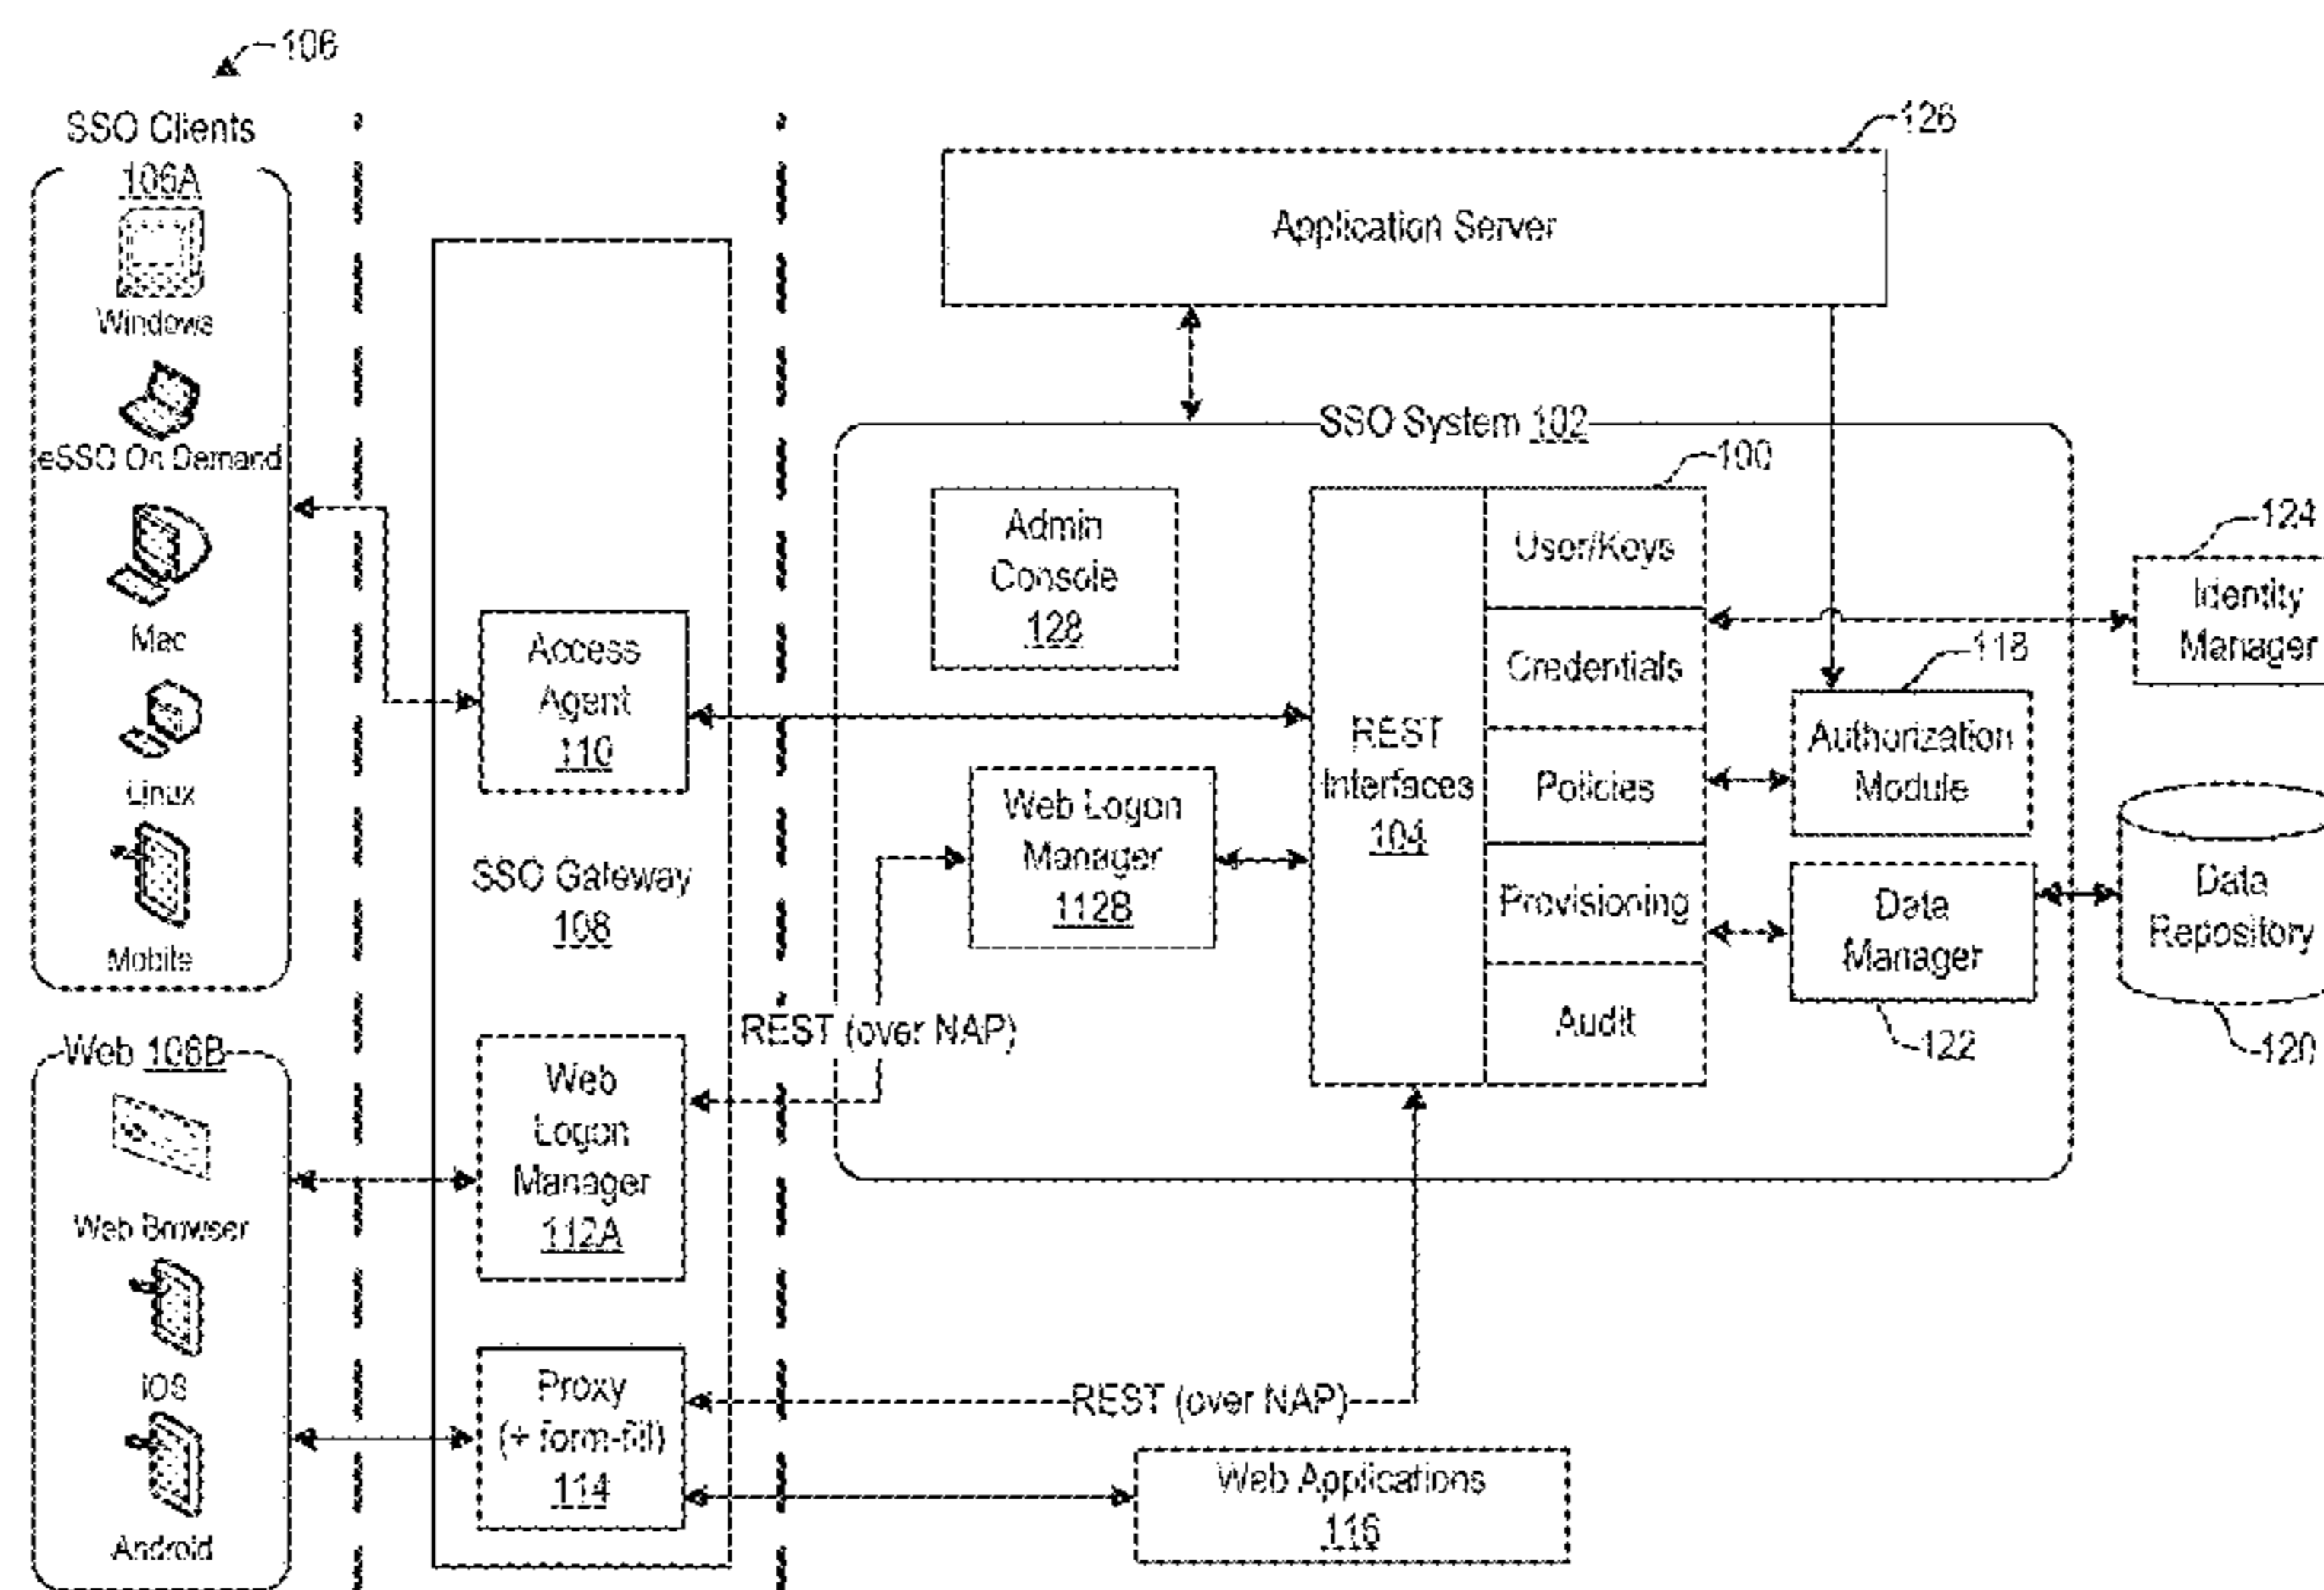 106
SSO Clients
106A
Windows
eSSO On Demand
Mac
Linux
Mobile
Web 106B
Web Browser
iOS
Android
Access
Agent
110
SSO Gateway
108
Web
Logon
Manager
112A
Proxy
(+ form-fill)
114
126
Application Server
SSO System 102
100
Admin
Console
128
Web Logon
Manager
112B
REST
Interfaces
104
User/Keys
Credentials
Policies
Provisioning
Audit
118
Authorization
Module
Data
Manager
122
124
Identity
Manager
Data
Repository
120
REST (over NAP)
REST (over NAP)
Web Applications
116